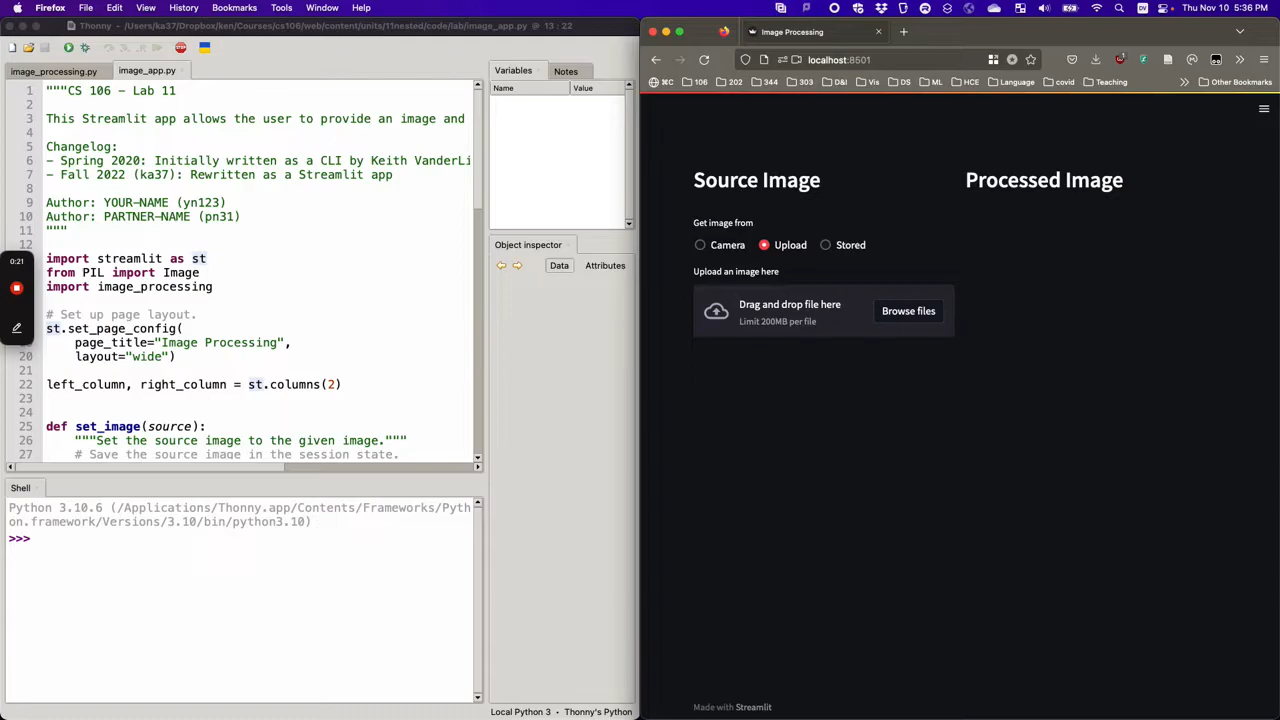 image_app.py
Shell
Edit
View
Run
Tools
Window
Help
Thu Nov 10 5:36 PM
Thonny - /Users/ka37/Dropbox/ken/Courses/cs106/web/content/units/11nested/code/lab/image_app.py @ 13 : 22
image_processing.py
image_app.py
1 """CS 106 - Lab 11
2
3 This Streamlit app allows the user to provide an image and
4
5 Changelog:
6 - Spring 2020: Initially written as a CLI by Keith VanderLi
7 - Fall 2022 (ka37): Rewritten as a Streamlit app
8
9 Author: YOUR-NAME (yn123)
10 Author: PARTNER-NAME (pn31)
11 """
12
import streamlit as st
from PIL import Image
import image_processing
# Set up page layout.
st.set_page_config(
page_title="Image Processing",
20 layout="wide")
21
22 left_column, right_column = st.columns(2)
23
24
25 def set_image(source):
26 """Set the source image to the given image."""
27 # Save the source image in the session state.
0:21
Variables
Notes
Name Value
Object inspector
Data
Attributes
Shell
Python 3.10.6 (/Applications/Thonny.app/Contents/Frameworks/Pyth
on.framework/Versions/3.10/bin/python3.10)
>>>
Local Python 3 • Thonny's Python
Image Processing
localhost:8501
⌘C
106
202
344
303
D&I
Vis
DS
ML
HCE
Language
covid
Teaching
Other Bookmarks
Source Image
Processed Image
Get image from
Camera
Upload
Stored
Upload an image here
Drag and drop file here
Limit 200MB per file
Browse files
Made with Streamlit